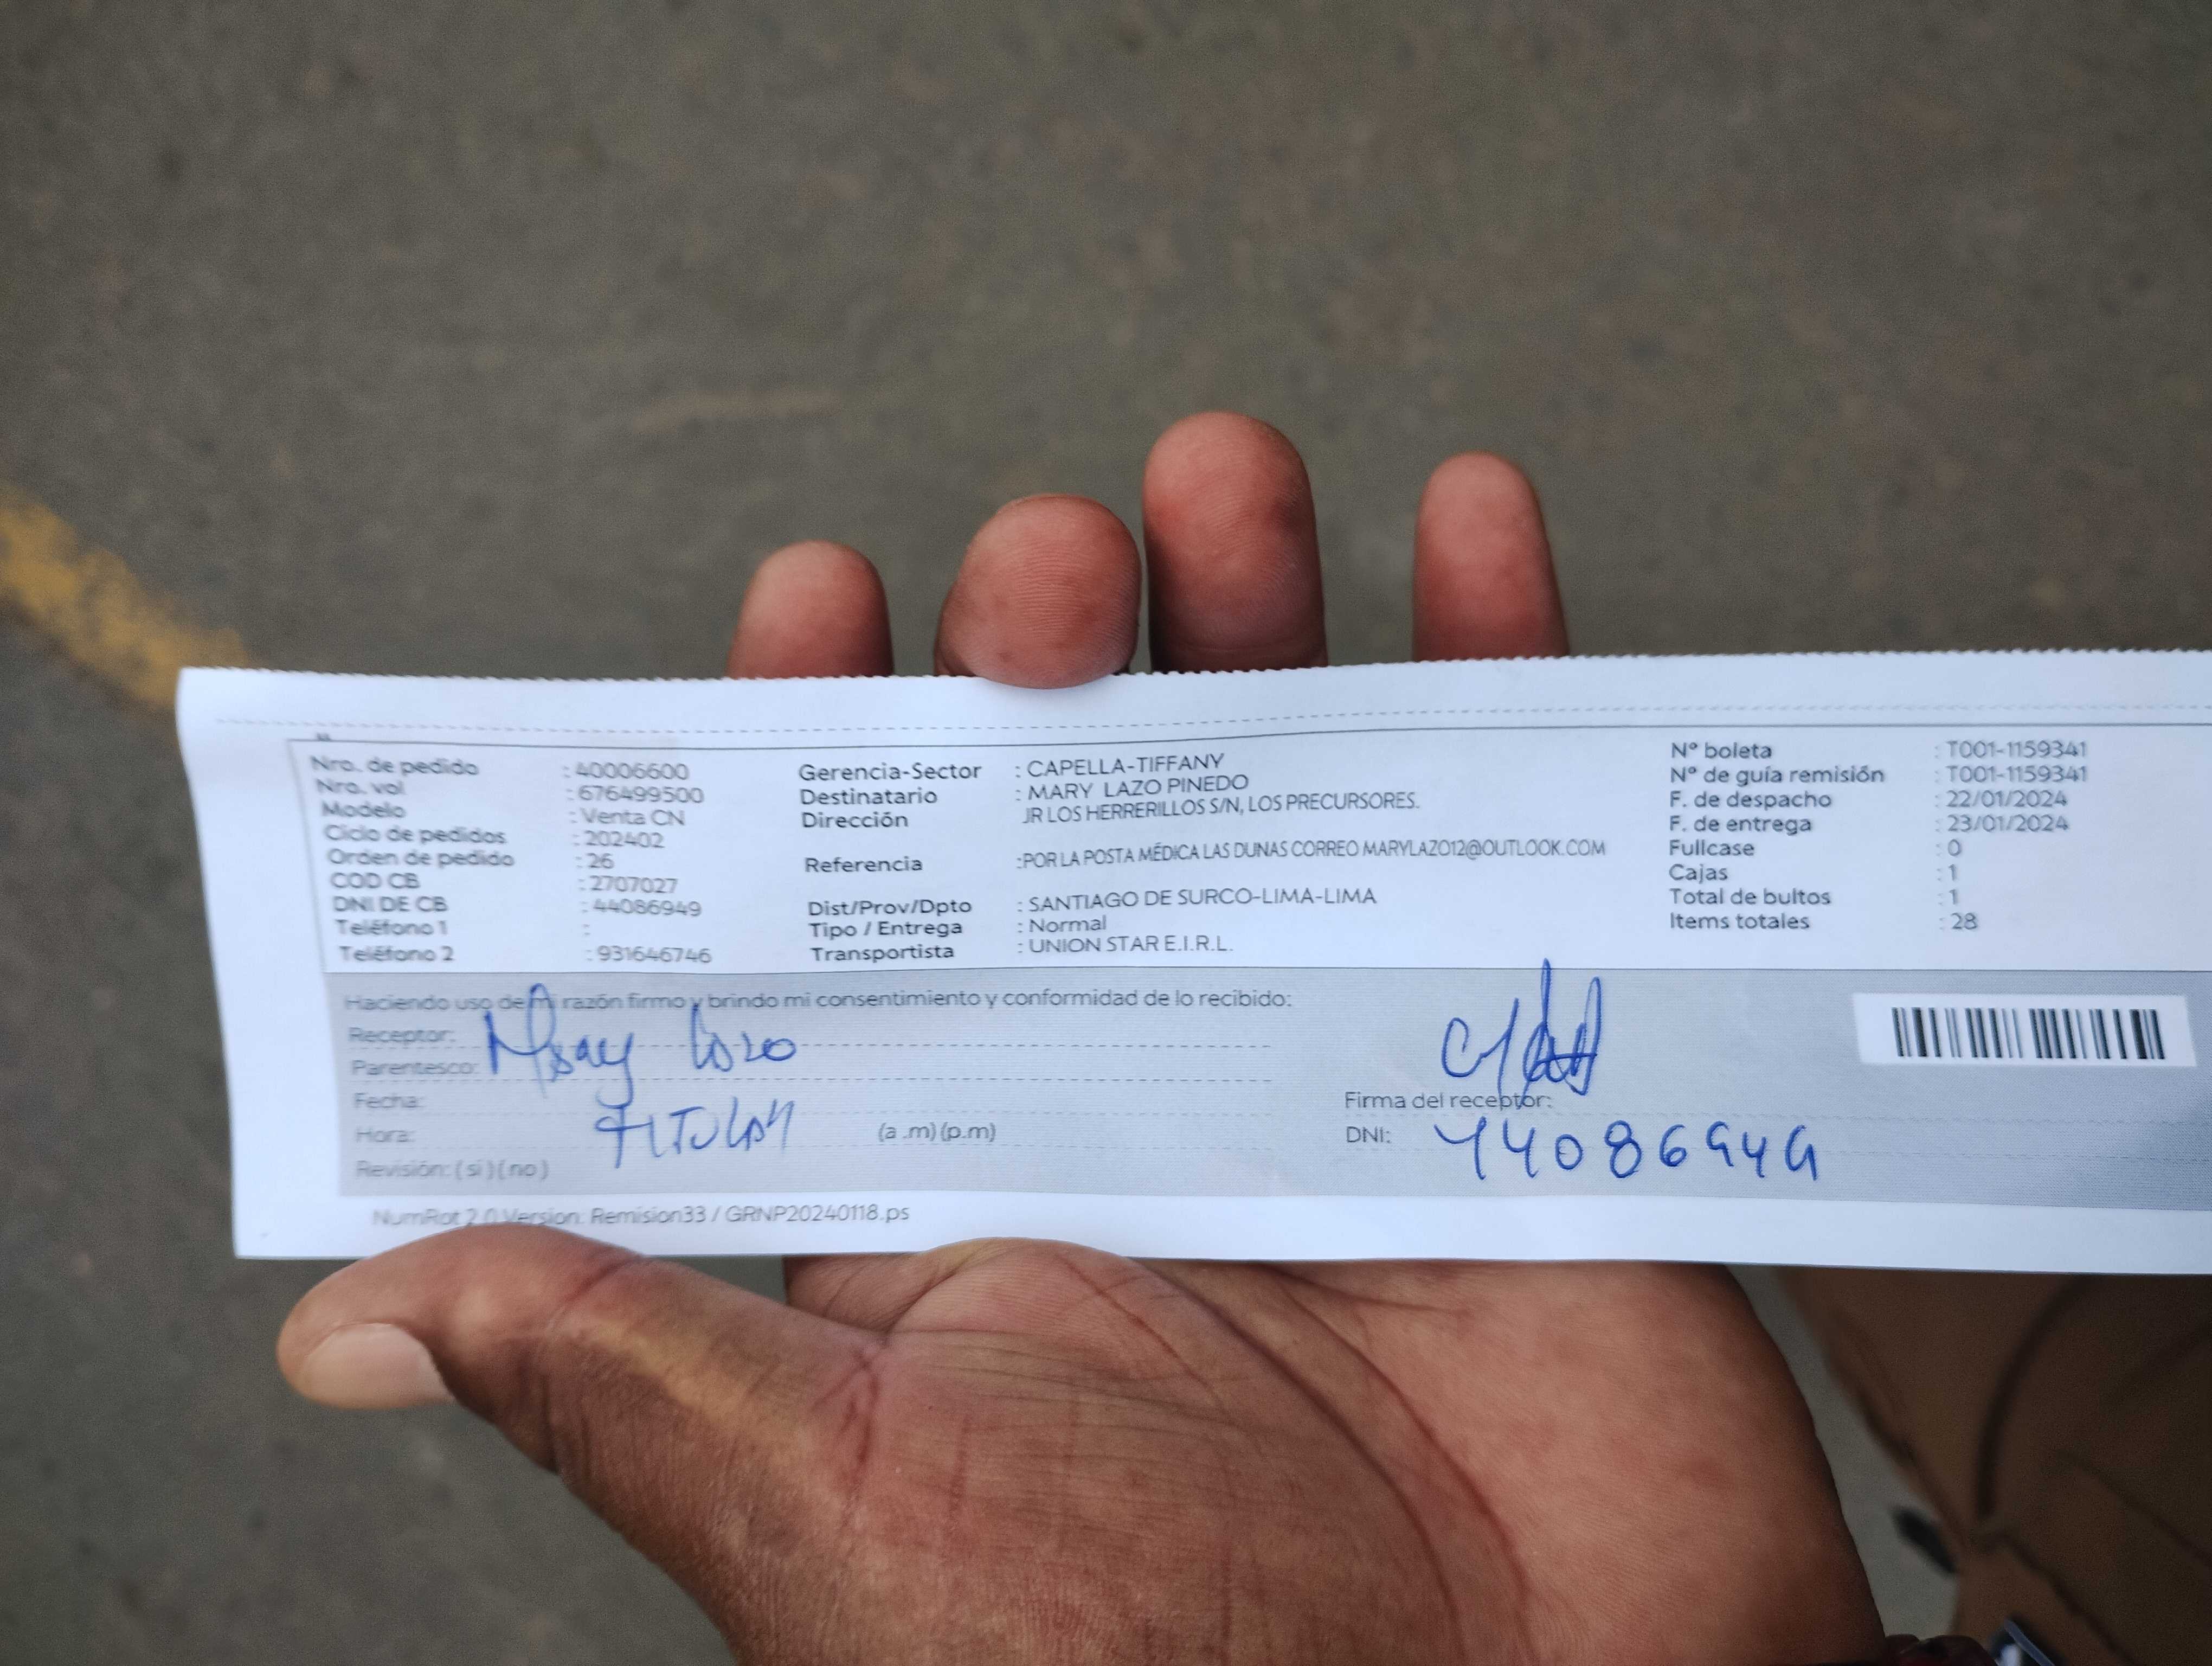 Nro. de pedido : 40006600
Nro. vol : 676499500
Modelo : Venta CN
Ciclo de pedidos : 202402
Orden de pedido : 26
COD CB : 2707027
DNI DE CB : 44086949
Teléfono 1 :
Teléfono 2 : 931646746
Gerencia-Sector : CAPELLA-TIFFANY
Destinatario : MARY LAZO PINEDO
Dirección JR LOS HERRERILLOS S/N, LOS PRECURSORES.
Referencia :POR LA POSTA MÉDICA LAS DUNAS CORREO MARYLAZO12@OUTLOOK.COM
Dist/Prov/Dpto : SANTIAGO DE SURCO-LIMA-LIMA
Tipo / Entrega : Normal
Transportista : UNION STAR E.I.R.L.
Nº boleta : T001-1159341
Nº de guía remisión : T001-1159341
F. de despacho : 22/01/2024
F. de entrega : 23/01/2024
Fullcase : 0
Cajas : 1
Total de bultos : 1
Items totales : 28
Haciendo uso de mi razón firmo y brindo mi consentimiento y conformidad de lo recibido:
Receptor: Mary Lazo
Parentesco:
Fecha: TITULAR
Hora: (a .m) (p.m)
Revisión: (si) (no)
Firma del receptor:
DNI: 44086949
NumRot 2.0 Version: Remision33 / GRNP20240118.ps